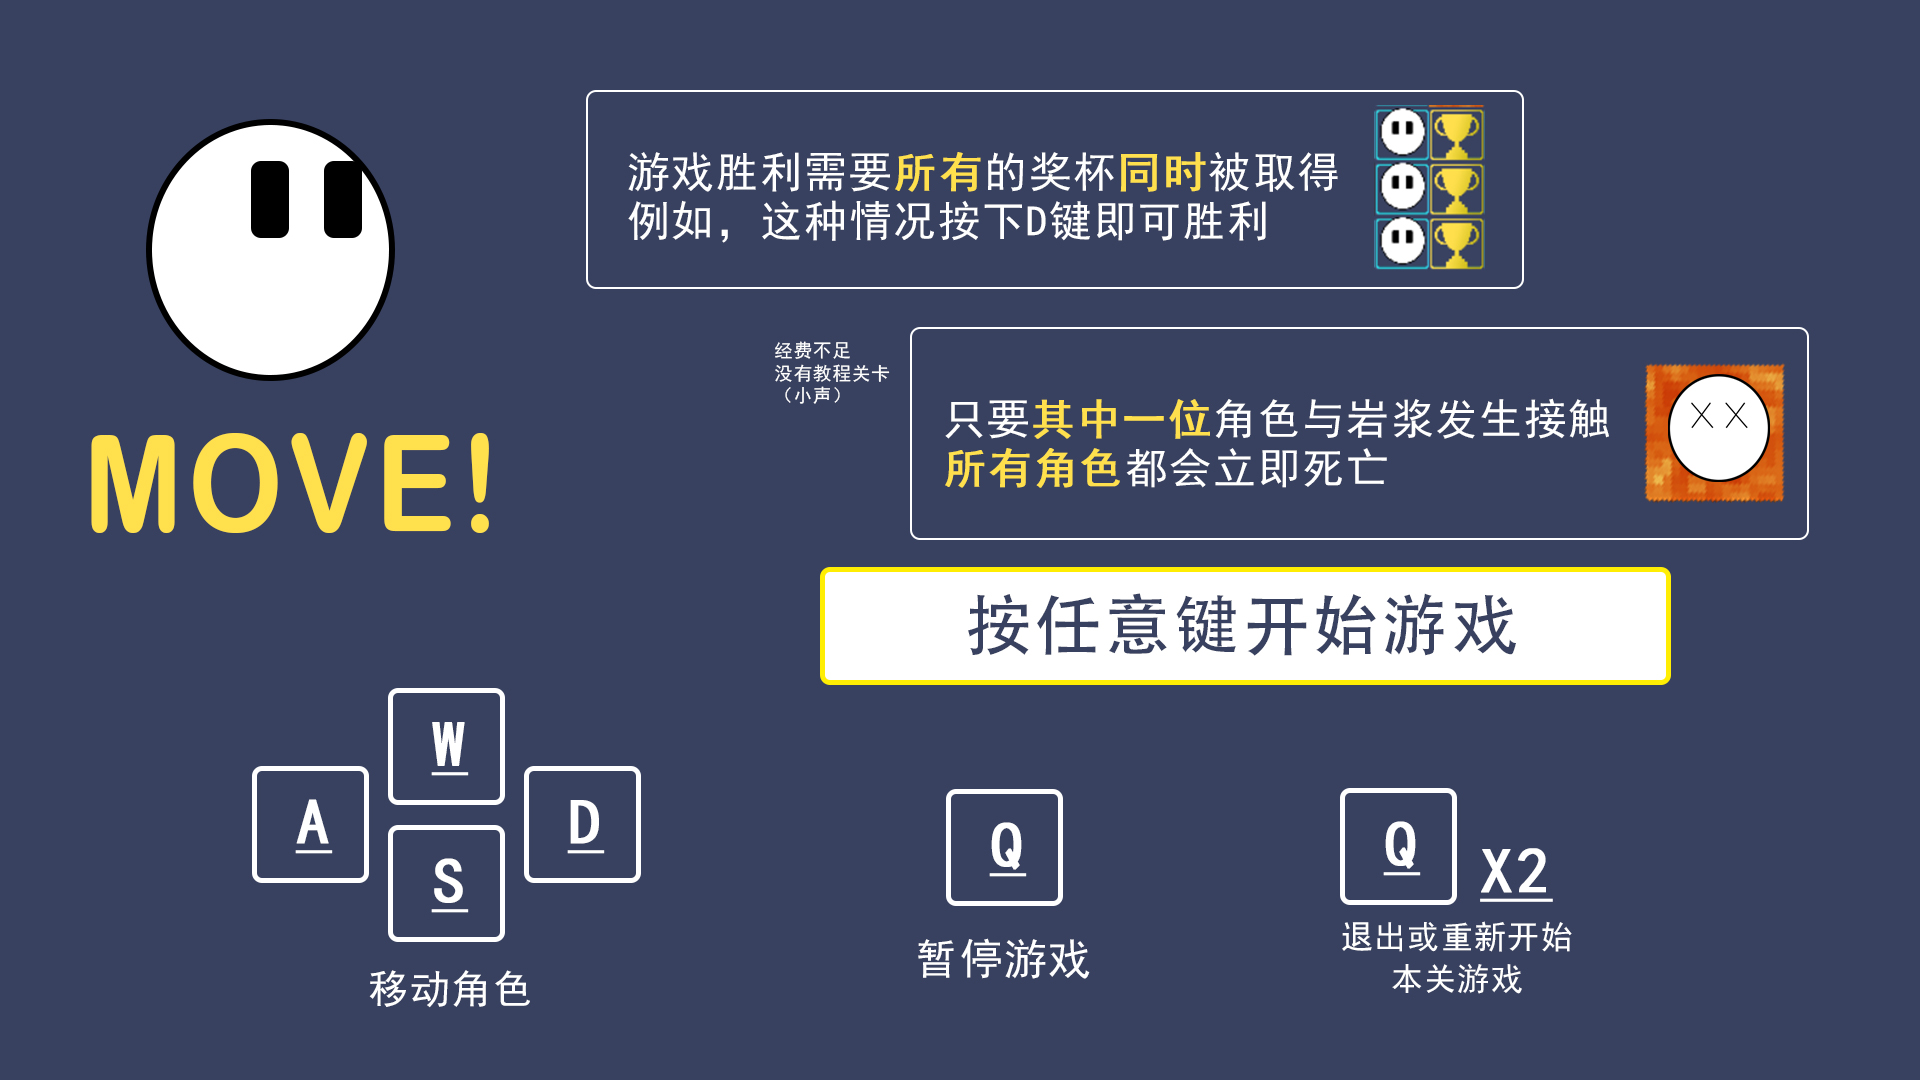 游戏胜利需要所有的奖杯同时被取得
例如，这种情况按下D键即可胜利
经费不足
没有教程关卡
（小声）
只要其中一位角色与岩浆发生接触
所有角色都会立即死亡
MOVE!
按任意键开始游戏
W
A
S
D
移动角色
Q
暂停游戏
Q
X2
退出或重新开始
本关游戏